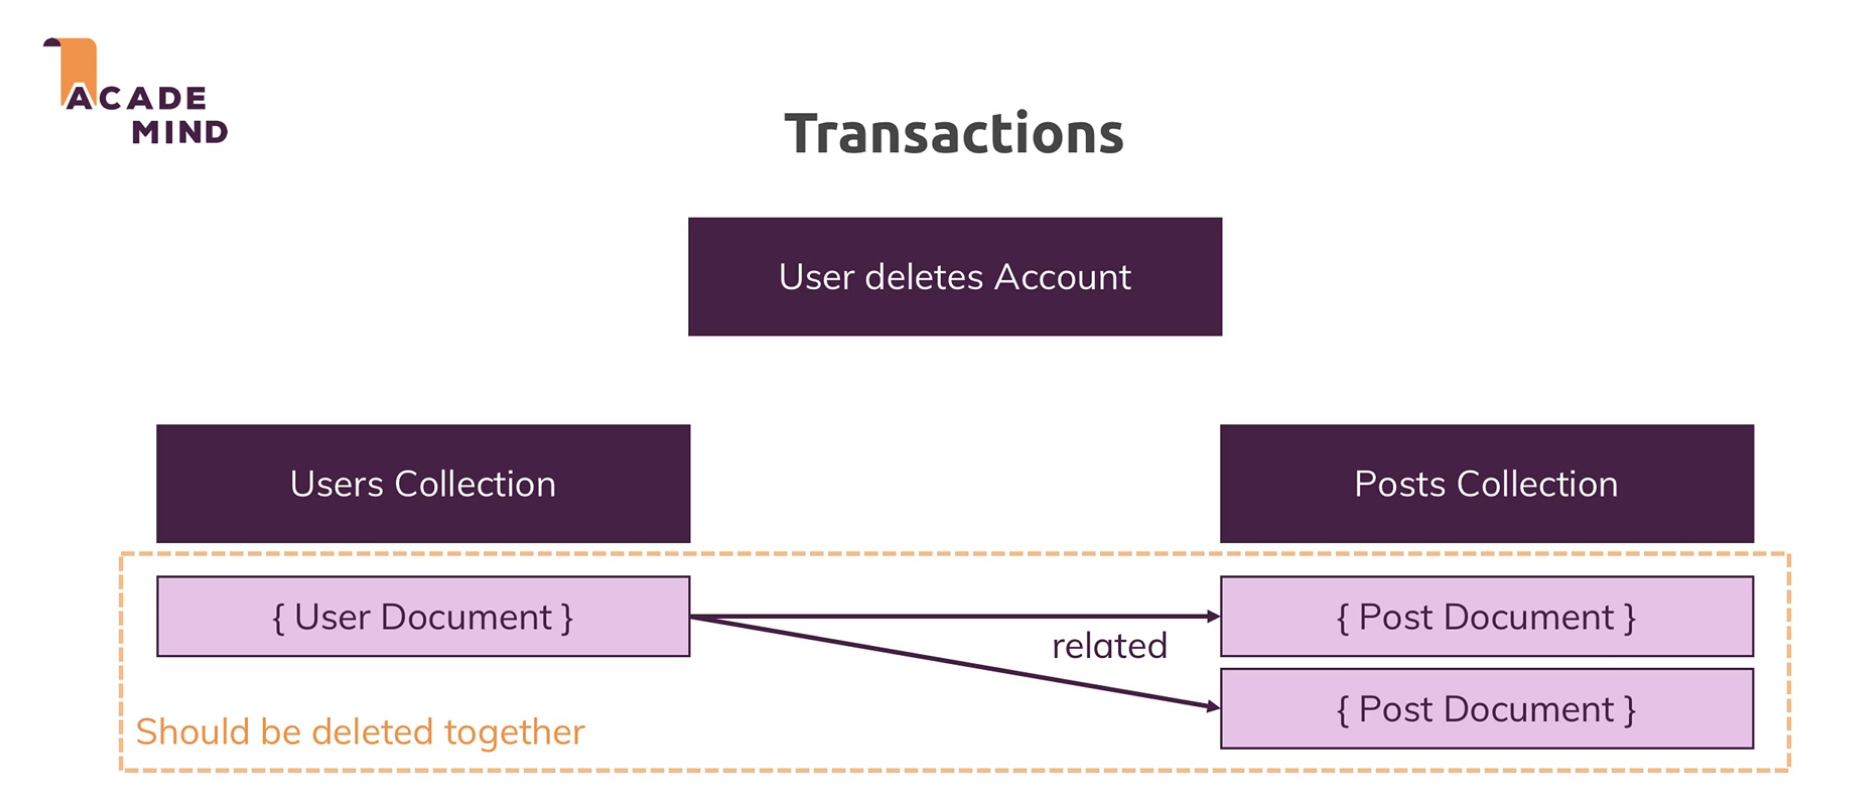 ACADE
MIND
Transactions
User deletes Account
Users Collection
Posts Collection
{ User Document }
{ Post Document }
related
{ Post Document }
Should be deleted together